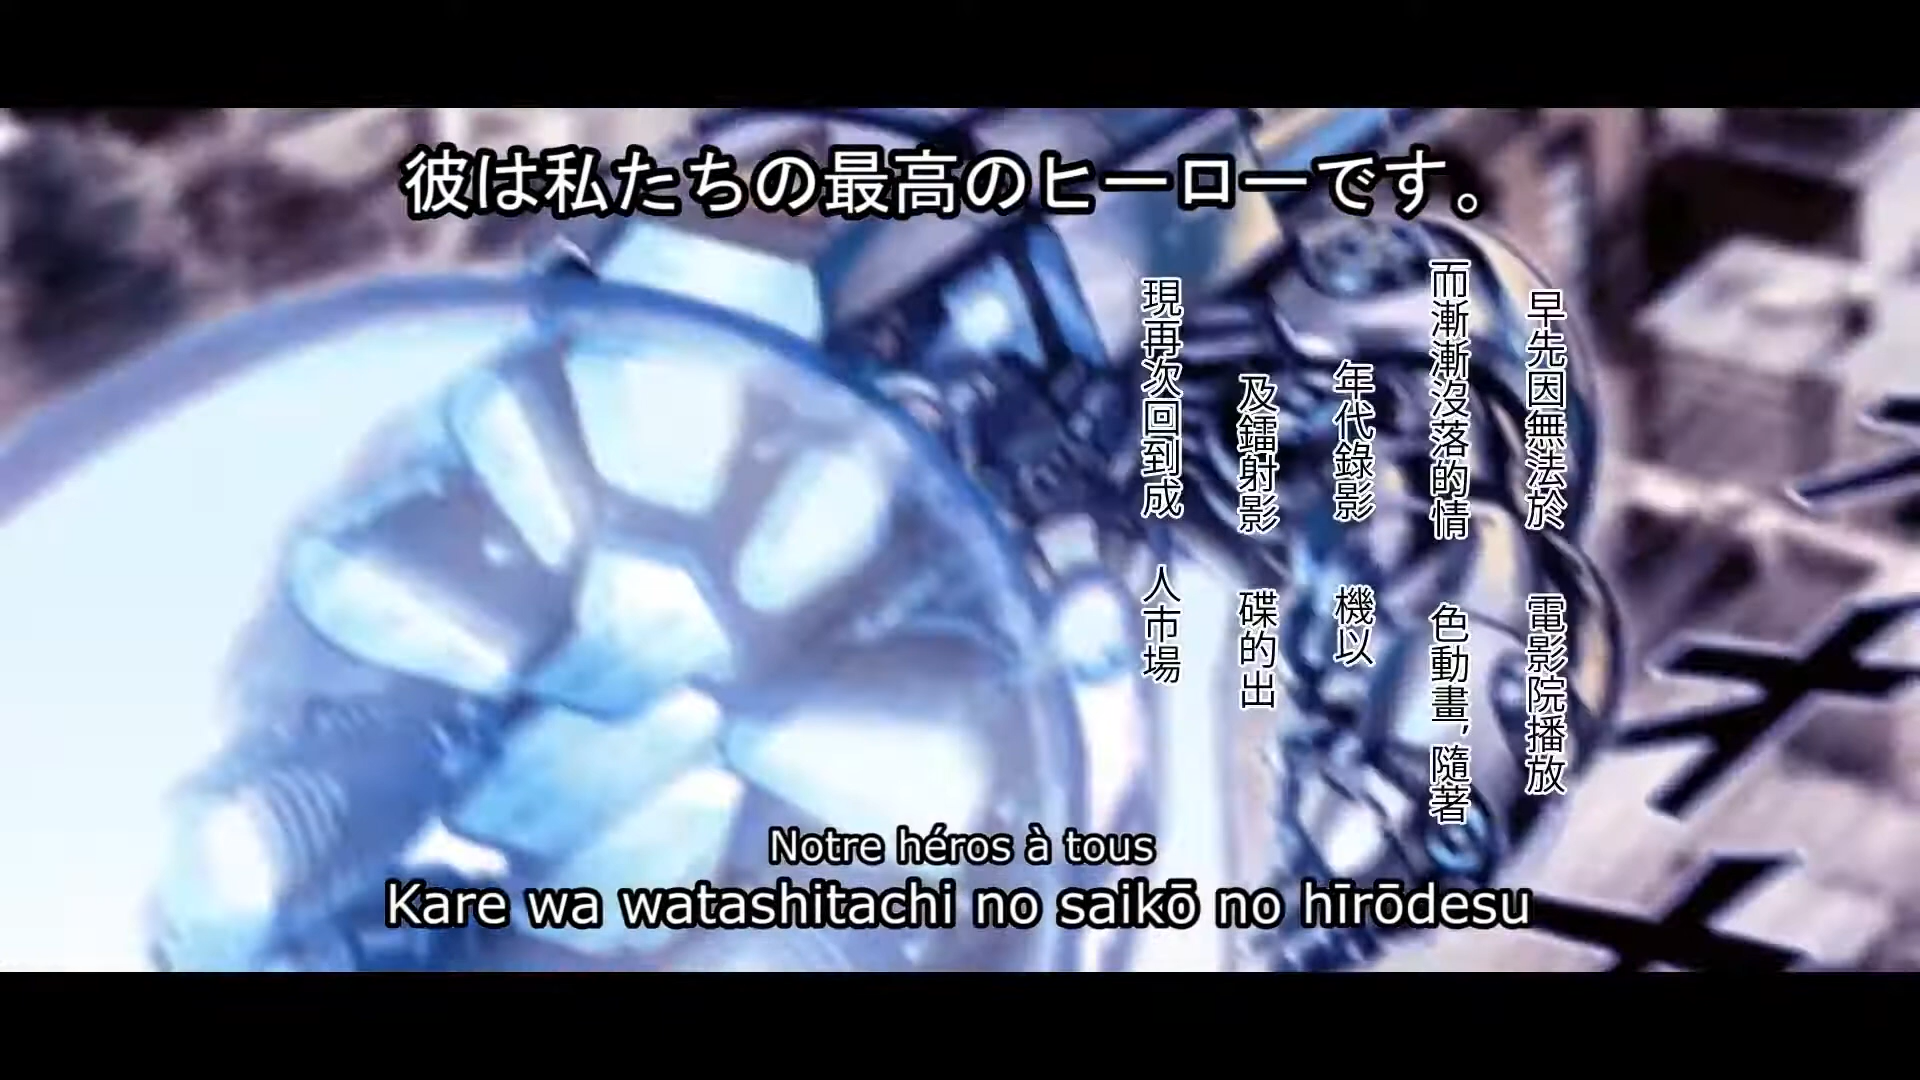 彼は私たちの最高のヒーローです。
早先因無法於 電影院播放
而漸漸沒落的情 色動畫,隨著
年代錄影 機以
及鐳射影 碟的出
現再次回到成 人市場
Notre héros à tous
Kare wa watashitachi no saikō no hīrōdesu